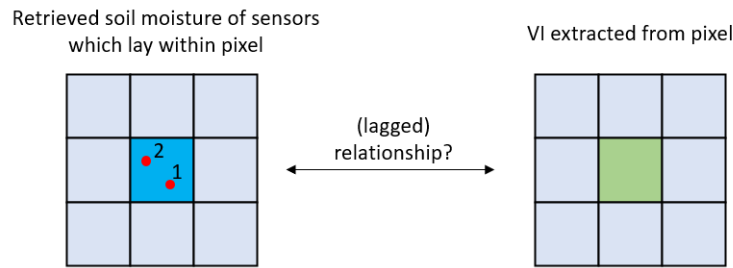 Retrieved soil moisture of sensors
which lay within pixel
VI extracted from pixel
(lagged)
relationship?
2
1